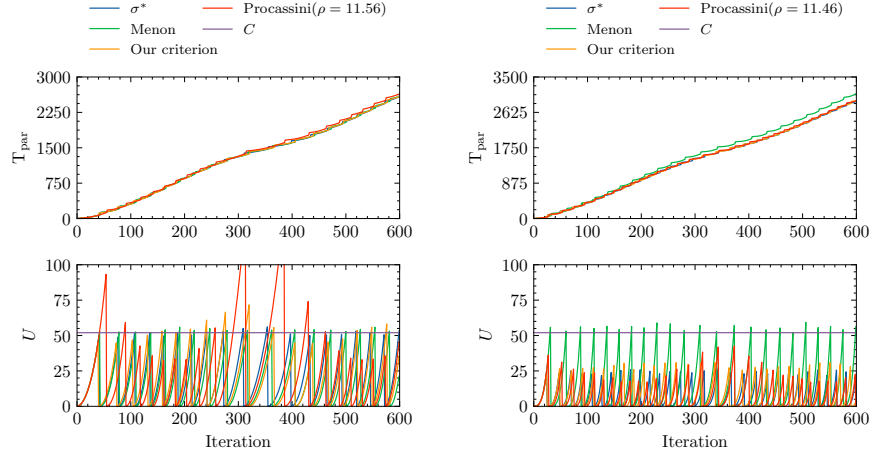 σ* Procassini(ρ = 11.56)
Menon C
Our criterion
3000
2250
1500
750
0
T_par
0 100 200 300 400 500 600
100
75
50
25
0
U
0 100 200 300 400 500 600
Iteration
σ* Procassini(ρ = 11.46)
Menon C
Our criterion
3500
2625
1750
875
0
T_par
0 100 200 300 400 500 600
100
75
50
25
0
U
0 100 200 300 400 500 600
Iteration